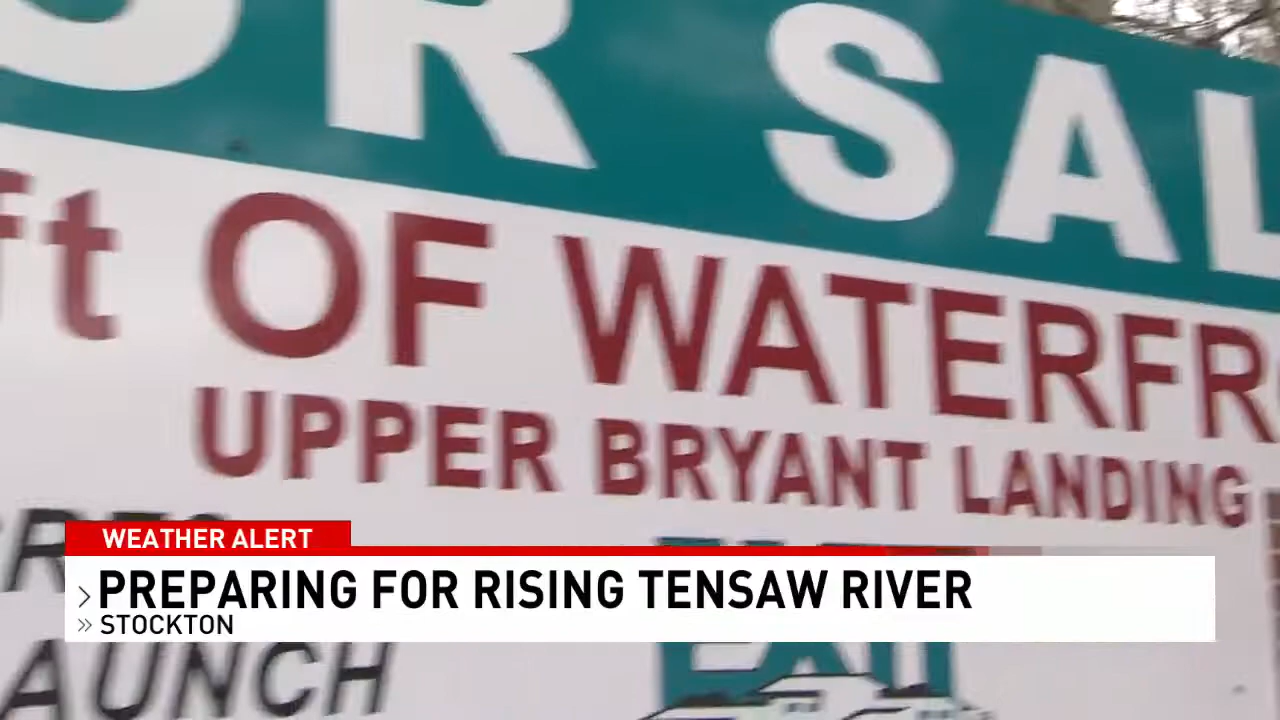 OR SAL
ft OF WATERFR
UPPER BRYANT LANDING
WEATHER ALERT
PREPARING FOR RISING TENSAW RIVER
STOCKTON
AUNCH